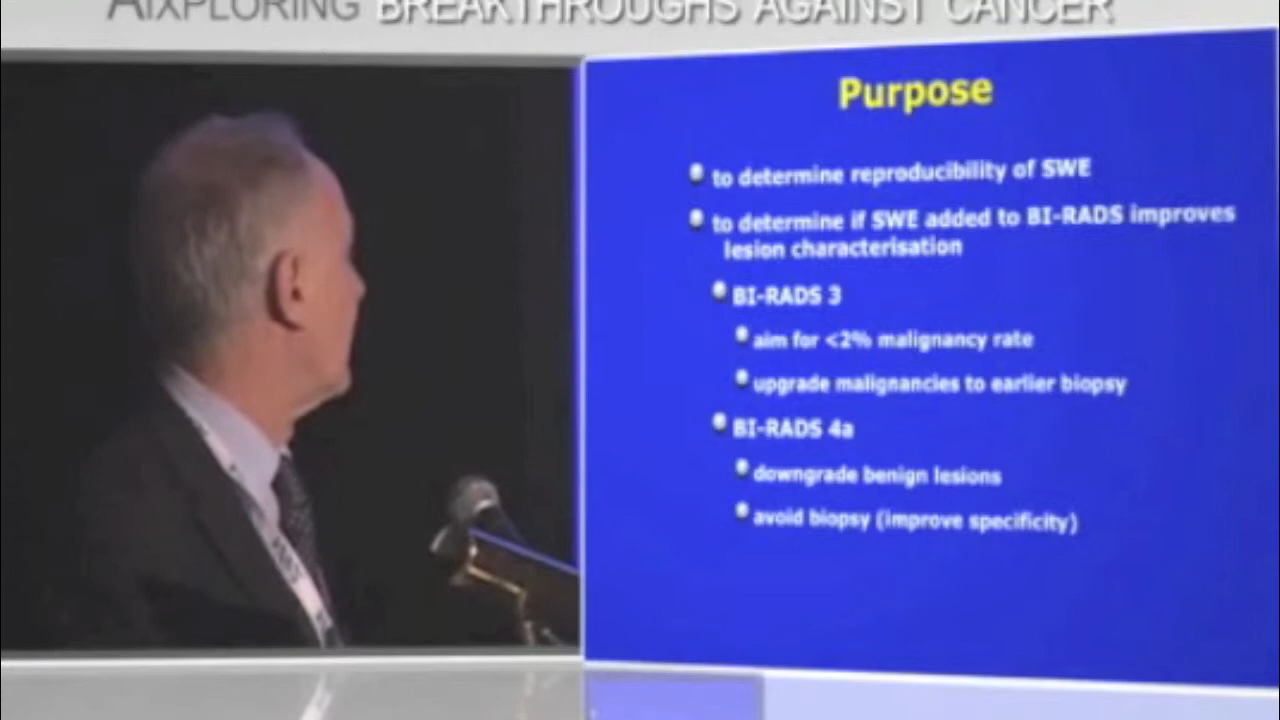 AIXPLORING BREAKTHROUGHS AGAINST CANCER
Purpose
to determine reproducibility of SWE
to determine if SWE added to BI-RADS improves
lesion characterisation
BI-RADS 3
aim for <2% malignancy rate
upgrade malignancies to earlier biopsy
BI-RADS 4a
downgrade benign lesions
avoid biopsy (improve specificity)